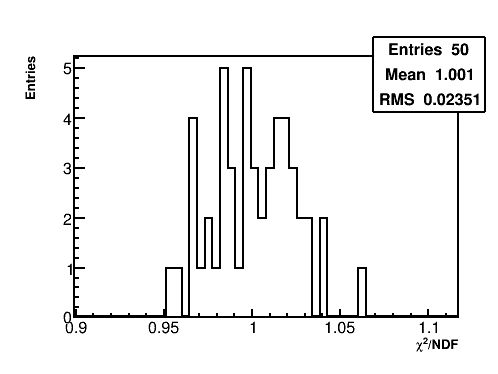 Entries 50
Mean 1.001
RMS 0.02351
Entries
5
4
3
2
1
0
0.9 0.95 1 1.05 1.1
χ²/NDF